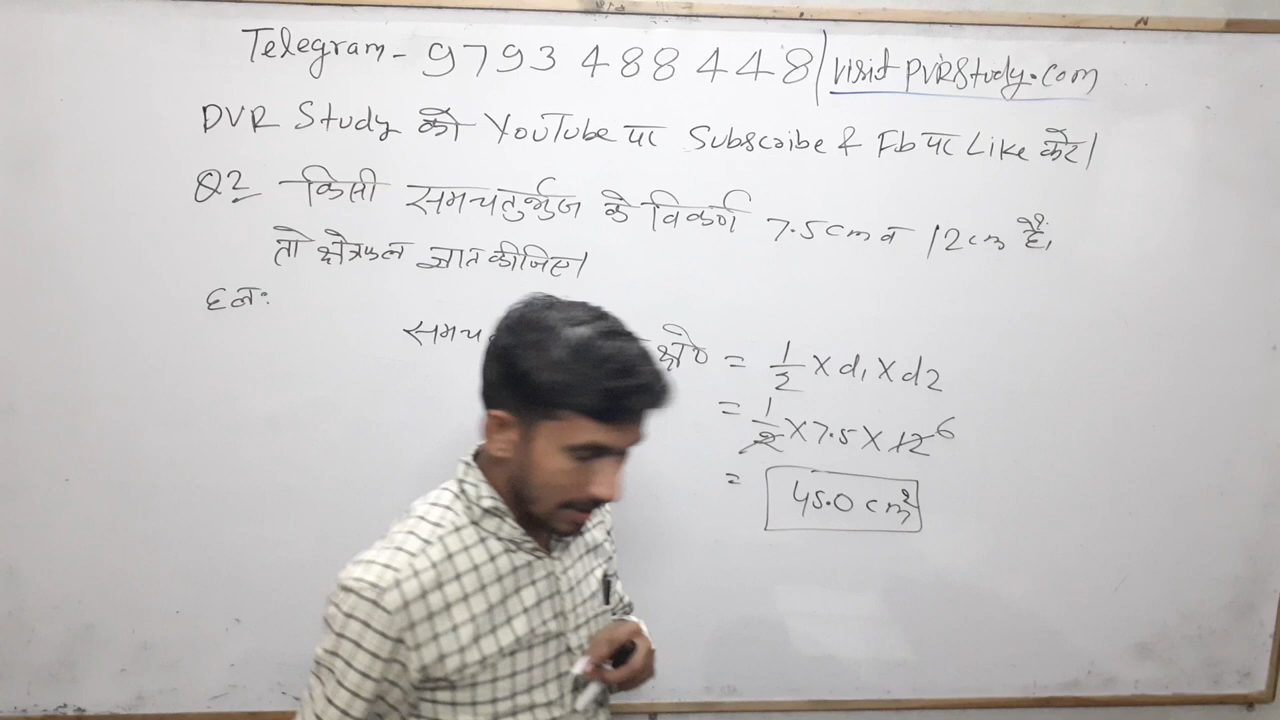 Telegram - 9793488448 | visit PVRStudy.com
PVR Study को YouTube पर Subscribe & Fb पर Like करें।
Q2 किसी समचतुर्भुज के विकर्ण 7.5cm व 12cm है,
तो क्षेत्रफल ज्ञात कीजिए।
हल:
समच क्षे० = 1/2 × d1 × d2
= 1/2 × 7.5 × 12 6
= 45.0 cm²